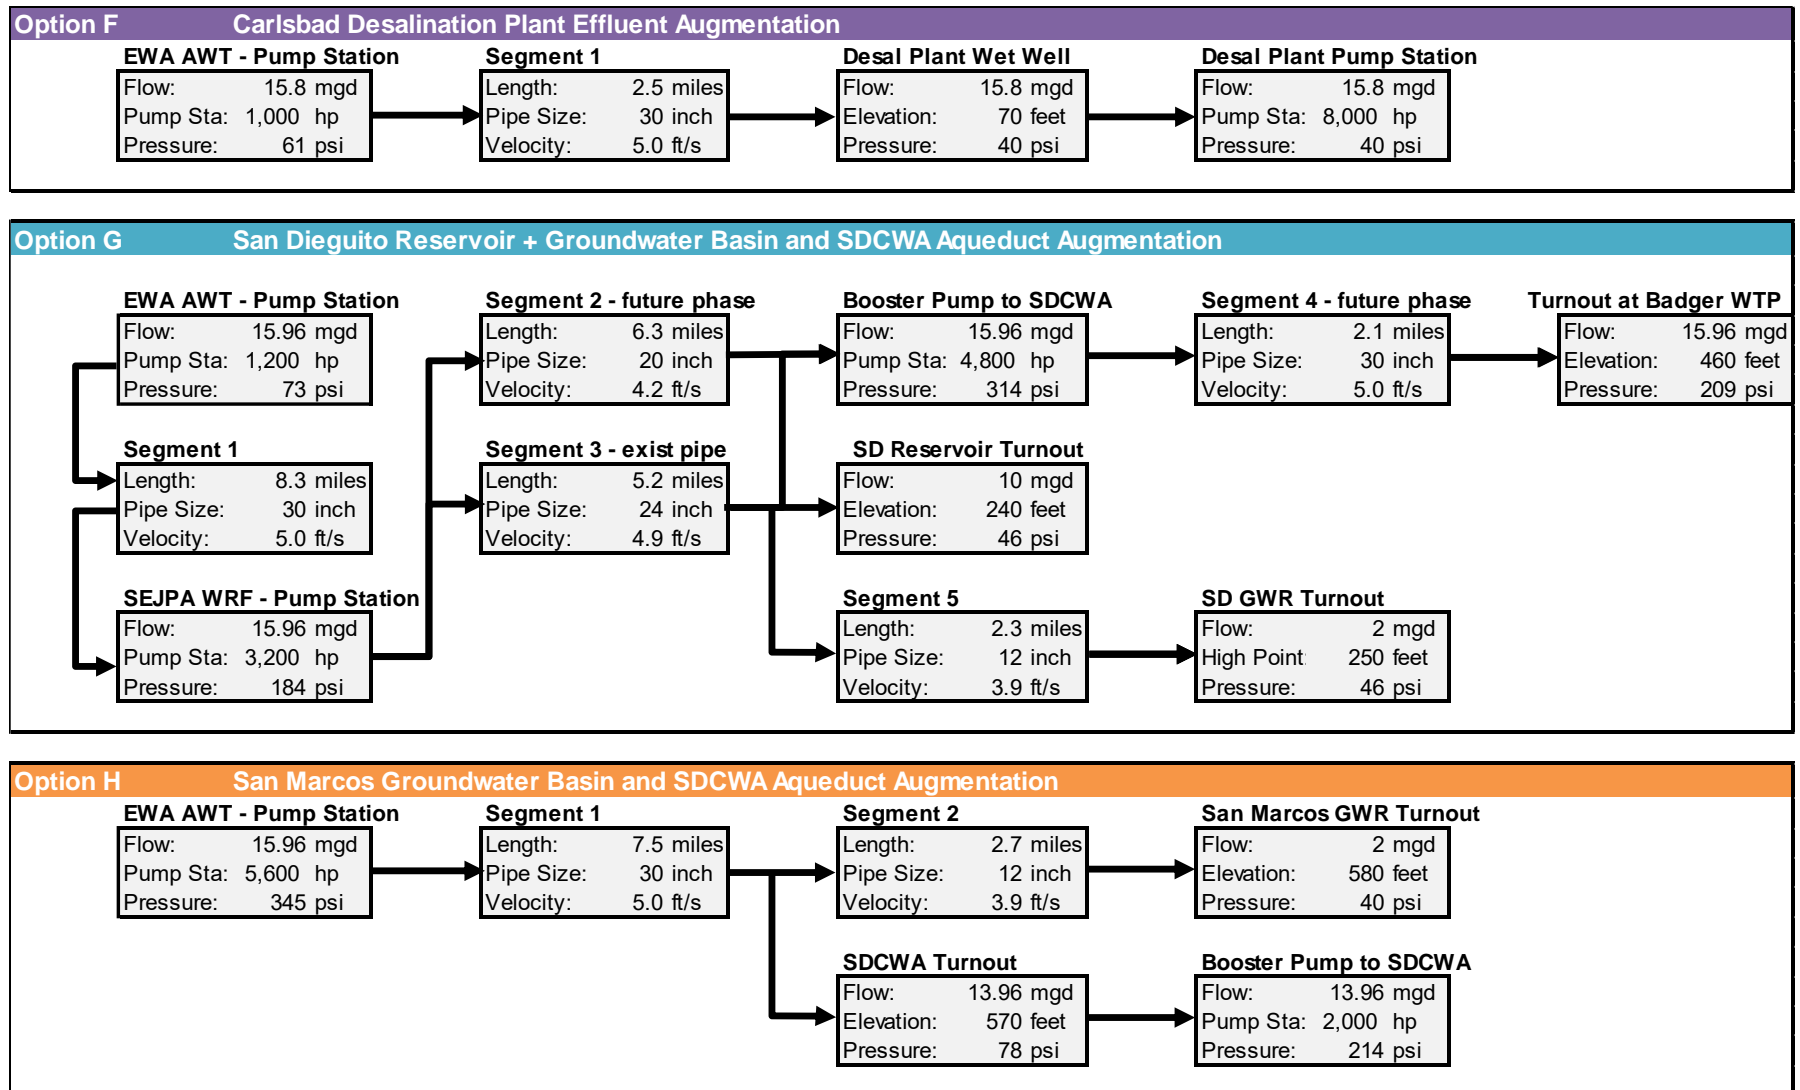 Option F Carlsbad Desalination Plant Effluent Augmentation
EWA AWT - Pump Station
Flow: 15.8 mgd
Pump Sta: 1,000 hp
Pressure: 61 psi
Segment 1
Length: 2.5 miles
Pipe Size: 30 inch
Velocity: 5.0 ft/s
Desal Plant Wet Well
Flow: 15.8 mgd
Elevation: 70 feet
Pressure: 40 psi
Desal Plant Pump Station
Flow: 15.8 mgd
Pump Sta: 8,000 hp
Pressure: 40 psi
Option G San Dieguito Reservoir + Groundwater Basin and SDCWA Aqueduct Augmentation
EWA AWT - Pump Station
Flow: 15.96 mgd
Pump Sta: 1,200 hp
Pressure: 73 psi
Segment 2 - future phase
Length: 6.3 miles
Pipe Size: 20 inch
Velocity: 4.2 ft/s
Booster Pump to SDCWA
Flow: 15.96 mgd
Pump Sta: 4,800 hp
Pressure: 314 psi
Segment 4 - future phase
Length: 2.1 miles
Pipe Size: 30 inch
Velocity: 5.0 ft/s
Turnout at Badger WTP
Flow: 15.96 mgd
Elevation: 460 feet
Pressure: 209 psi
Segment 1
Length: 8.3 miles
Pipe Size: 30 inch
Velocity: 5.0 ft/s
Segment 3 - exist pipe
Length: 5.2 miles
Pipe Size: 24 inch
Velocity: 4.9 ft/s
SD Reservoir Turnout
Flow: 10 mgd
Elevation: 240 feet
Pressure: 46 psi
SEJPA WRF - Pump Station
Flow: 15.96 mgd
Pump Sta: 3,200 hp
Pressure: 184 psi
Segment 5
Length: 2.3 miles
Pipe Size: 12 inch
Velocity: 3.9 ft/s
SD GWR Turnout
Flow: 2 mgd
High Point: 250 feet
Pressure: 46 psi
Option H San Marcos Groundwater Basin and SDCWA Aqueduct Augmentation
EWA AWT - Pump Station
Flow: 15.96 mgd
Pump Sta: 5,600 hp
Pressure: 345 psi
Segment 1
Length: 7.5 miles
Pipe Size: 30 inch
Velocity: 5.0 ft/s
Segment 2
Length: 2.7 miles
Pipe Size: 12 inch
Velocity: 3.9 ft/s
San Marcos GWR Turnout
Flow: 2 mgd
Elevation: 580 feet
Pressure: 40 psi
SDCWA Turnout
Flow: 13.96 mgd
Elevation: 570 feet
Pressure: 78 psi
Booster Pump to SDCWA
Flow: 13.96 mgd
Pump Sta: 2,000 hp
Pressure: 214 psi